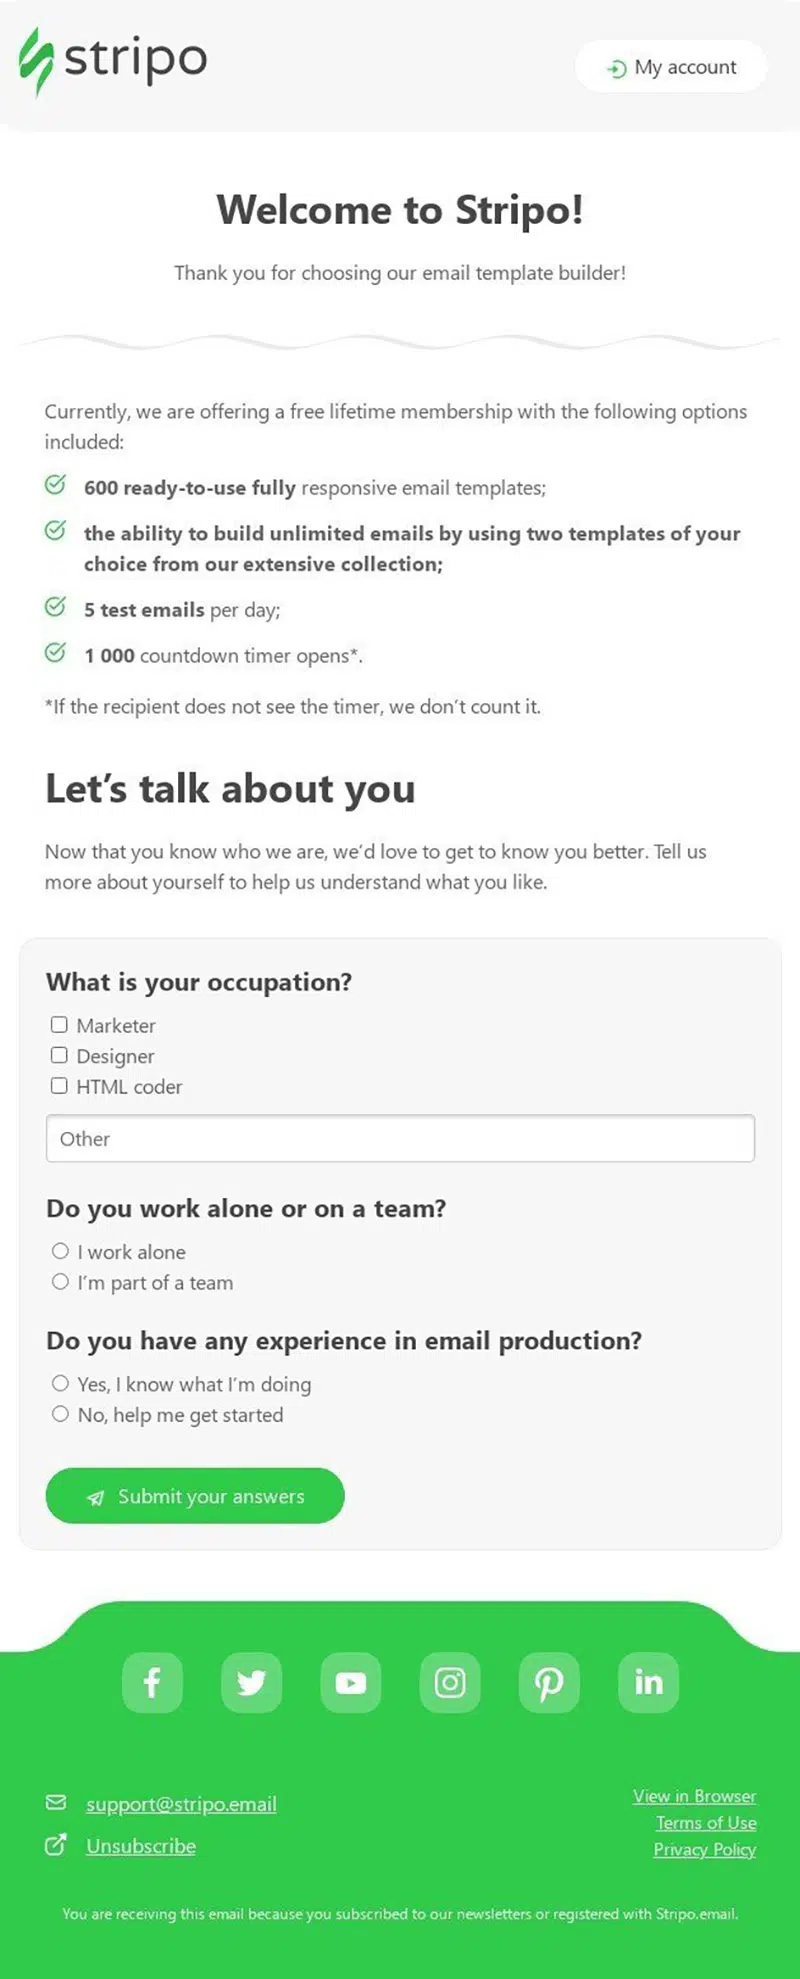 stripo
My account
Welcome to Stripo!
Thank you for choosing our email template builder!
Currently, we are offering a free lifetime membership with the following options
included:
600 ready-to-use fully responsive email templates;
the ability to build unlimited emails by using two templates of your
choice from our extensive collection;
5 test emails per day;
1 000 countdown timer opens*.
*If the recipient does not see the timer, we don’t count it.
Let’s talk about you
Now that you know who we are, we’d love to get to know you better. Tell us
more about yourself to help us understand what you like.
What is your occupation?
Marketer
Designer
HTML coder
Other
Do you work alone or on a team?
I work alone
I’m part of a team
Do you have any experience in email production?
Yes, I know what I’m doing
No, help me get started
Submit your answers
support@stripo.email
Unsubscribe
View in Browser
Terms of Use
Privacy Policy
You are receiving this email because you subscribed to our newsletters or registered with Stripo.email.